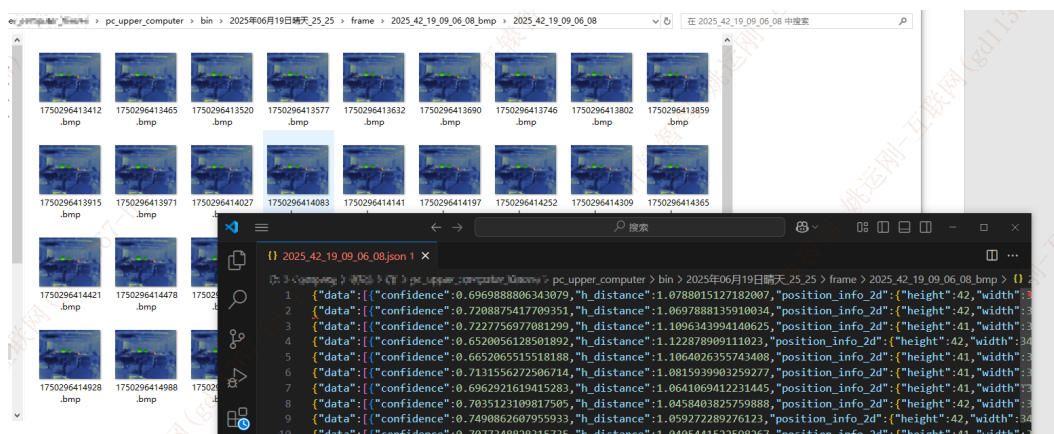 pc_upper_computer > bin > 2025年06月19日晴天_25_25 > frame > 2025_42_19_09_06_08_bmp > 2025_42_19_09_06_08
在 2025_42_19_09_06_08 中搜索
1750296413412 1750296413465 1750296413520 1750296413577 1750296413632 1750296413690 1750296413746 1750296413802 1750296413859
.bmp .bmp .bmp .bmp .bmp .bmp .bmp .bmp .bmp
1750296413915 1750296413971 1750296414027 1750296414083 1750296414141 1750296414197 1750296414252 1750296414309 1750296414365
.bmp .bmp
搜索
1750296414421 1750296414478
.bmp .bmp
1750296414928 1750296414988
.bmp .bmp
{} 2025_42_19_09_06_08.json 1
pc_upper_computer > bin > 2025年06月19日晴天_25_25 > frame > 2025_42_19_09_06_08_bmp > {} 2
1 {"data":[{"confidence":0.6969888806343079,"h_distance":1.0788015127182007,"position_info_2d":{"height":42,"width":3
2 {"data":[{"confidence":0.7208875417709351,"h_distance":1.0697888135910034,"position_info_2d":{"height":42,"width":3
3 {"data":[{"confidence":0.7227756977081299,"h_distance":1.1096343994140625,"position_info_2d":{"height":41,"width":3
4 {"data":[{"confidence":0.6520056128501892,"h_distance":1.122878909111023,"position_info_2d":{"height":42,"width":34
5 {"data":[{"confidence":0.6652065515518188,"h_distance":1.1064026355743408,"position_info_2d":{"height":41,"width":3
6 {"data":[{"confidence":0.7131556272506714,"h_distance":1.0815939903259277,"position_info_2d":{"height":41,"width":3
7 {"data":[{"confidence":0.6962921619415283,"h_distance":1.0641069412231445,"position_info_2d":{"height":42,"width":3
8 {"data":[{"confidence":0.7035123109817505,"h_distance":1.0458403825759888,"position_info_2d":{"height":42,"width":3
9 {"data":[{"confidence":0.7490862607955933,"h_distance":1.059272289276123,"position_info_2d":{"height":42,"width":34